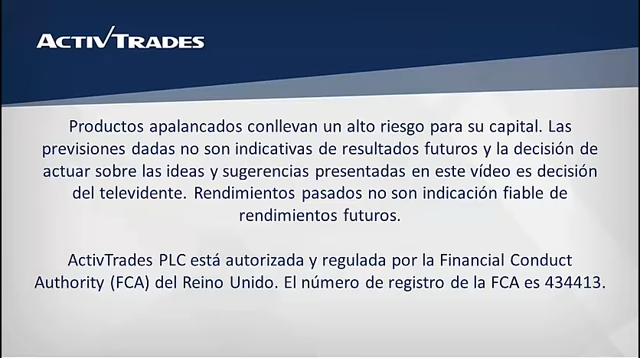 ACTIVTRADES
Productos apalancados conllevan un alto riesgo para su capital. Las
previsiones dadas no son indicativas de resultados futuros y la decisión de
actuar sobre las ideas y sugerencias presentadas en este vídeo es decisión
del televidente. Rendimientos pasados no son indicación fiable de
rendimientos futuros.
ActivTrades PLC está autorizada y regulada por la Financial Conduct
Authority (FCA) del Reino Unido. El número de registro de la FCA es 434413.